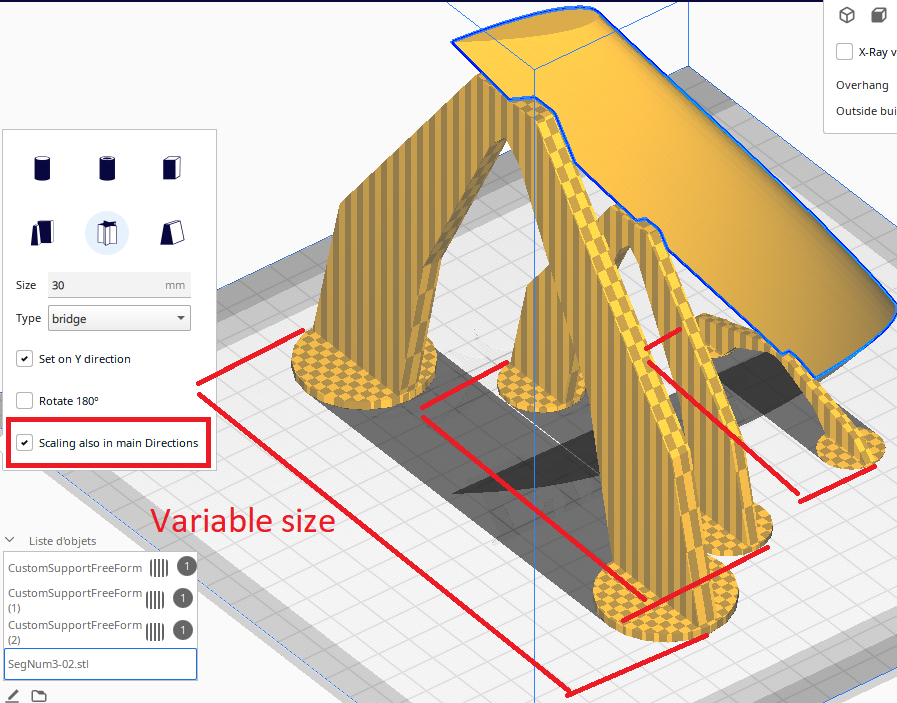 X-Ray v
Overhang
Outside bui
Size 30 mm
Type bridge
Set on Y direction
Rotate 180°
Scaling also in main Directions
Variable size
Liste d'objets
CustomSupportFreeForm 1
CustomSupportFreeForm
(1) 1
CustomSupportFreeForm
(2) 1
SegNum3-02.stl